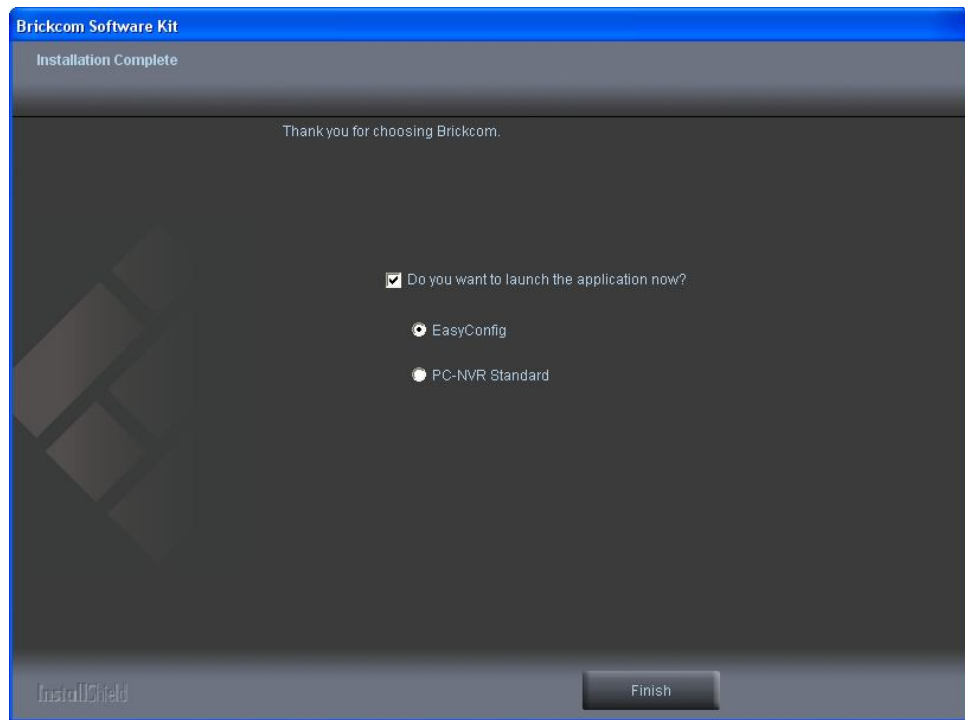 Brickcom Software Kit
Installation Complete
Thank you for choosing Brickcom.
Do you want to launch the application now?
EasyConfig
PC-NVR Standard
InstallShield
Finish